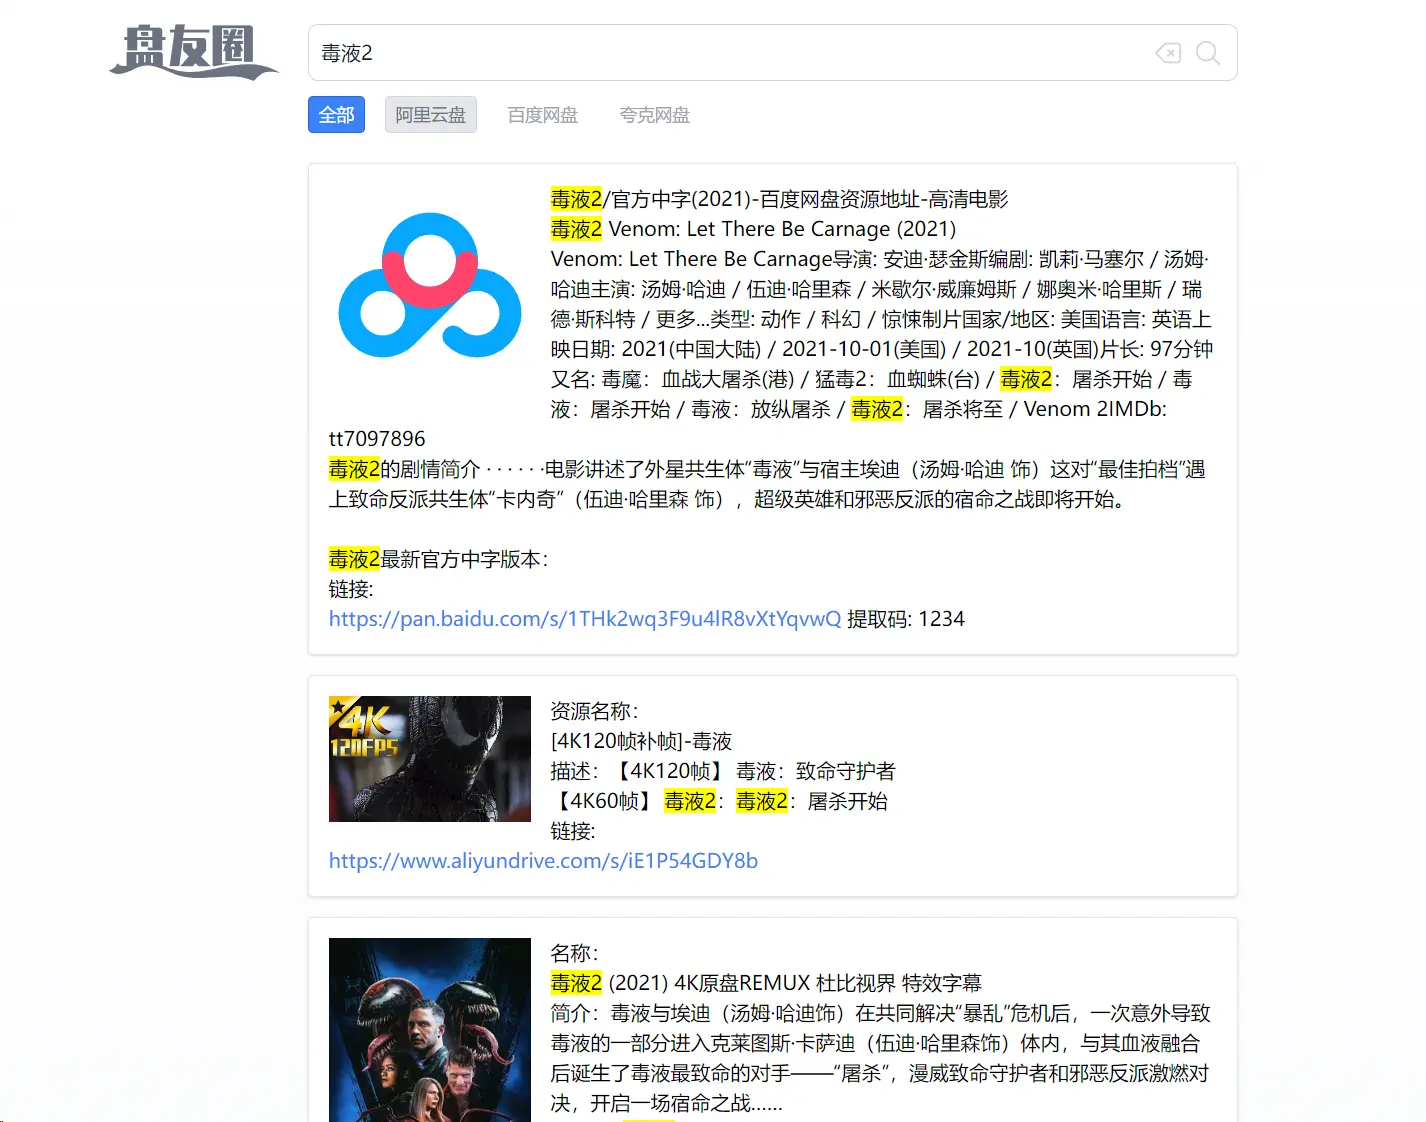 盘友圈
毒液2
全部 阿里云盘 百度网盘 夸克网盘
毒液2/官方中字(2021)-百度网盘资源地址-高清电影
毒液2 Venom: Let There Be Carnage (2021)
Venom: Let There Be Carnage导演: 安迪·瑟金斯编剧: 凯莉·马塞尔 / 汤姆·
哈迪主演: 汤姆·哈迪 / 伍迪·哈里森 / 米歇尔·威廉姆斯 / 娜奥米·哈里斯 / 瑞
德·斯科特 / 更多...类型: 动作 / 科幻 / 惊悚制片国家/地区: 美国语言: 英语上
映日期: 2021(中国大陆) / 2021-10-01(美国) / 2021-10(英国)片长: 97分钟
又名: 毒魔：血战大屠杀(港) / 猛毒2：血蜘蛛(台) / 毒液2：屠杀开始 / 毒
液：屠杀开始 / 毒液：放纵屠杀 / 毒液2：屠杀将至 / Venom 2IMDb:
tt7097896
毒液2的剧情简介 · · · · · ·电影讲述了外星共生体“毒液”与宿主埃迪（汤姆·哈迪 饰）这对“最佳拍档”遇
上致命反派共生体“卡内奇”（伍迪·哈里森 饰），超级英雄和邪恶反派的宿命之战即将开始。
毒液2最新官方中字版本：
链接:
https://pan.baidu.com/s/1THk2wq3F9u4lR8vXtYqvwQ 提取码: 1234
4K
120FPS
资源名称：
[4K120帧补帧]-毒液
描述：【4K120帧】 毒液：致命守护者
【4K60帧】 毒液2：毒液2：屠杀开始
链接:
https://www.aliyundrive.com/s/iE1P54GDY8b
名称：
毒液2 (2021) 4K原盘REMUX 杜比视界 特效字幕
简介：毒液与埃迪（汤姆·哈迪饰）在共同解决“暴乱”危机后，一次意外导致
毒液的一部分进入克莱图斯·卡萨迪（伍迪·哈里森饰）体内，与其血液融合
后诞生了毒液最致命的对手——“屠杀”，漫威致命守护者和邪恶反派激燃对
决，开启一场宿命之战......